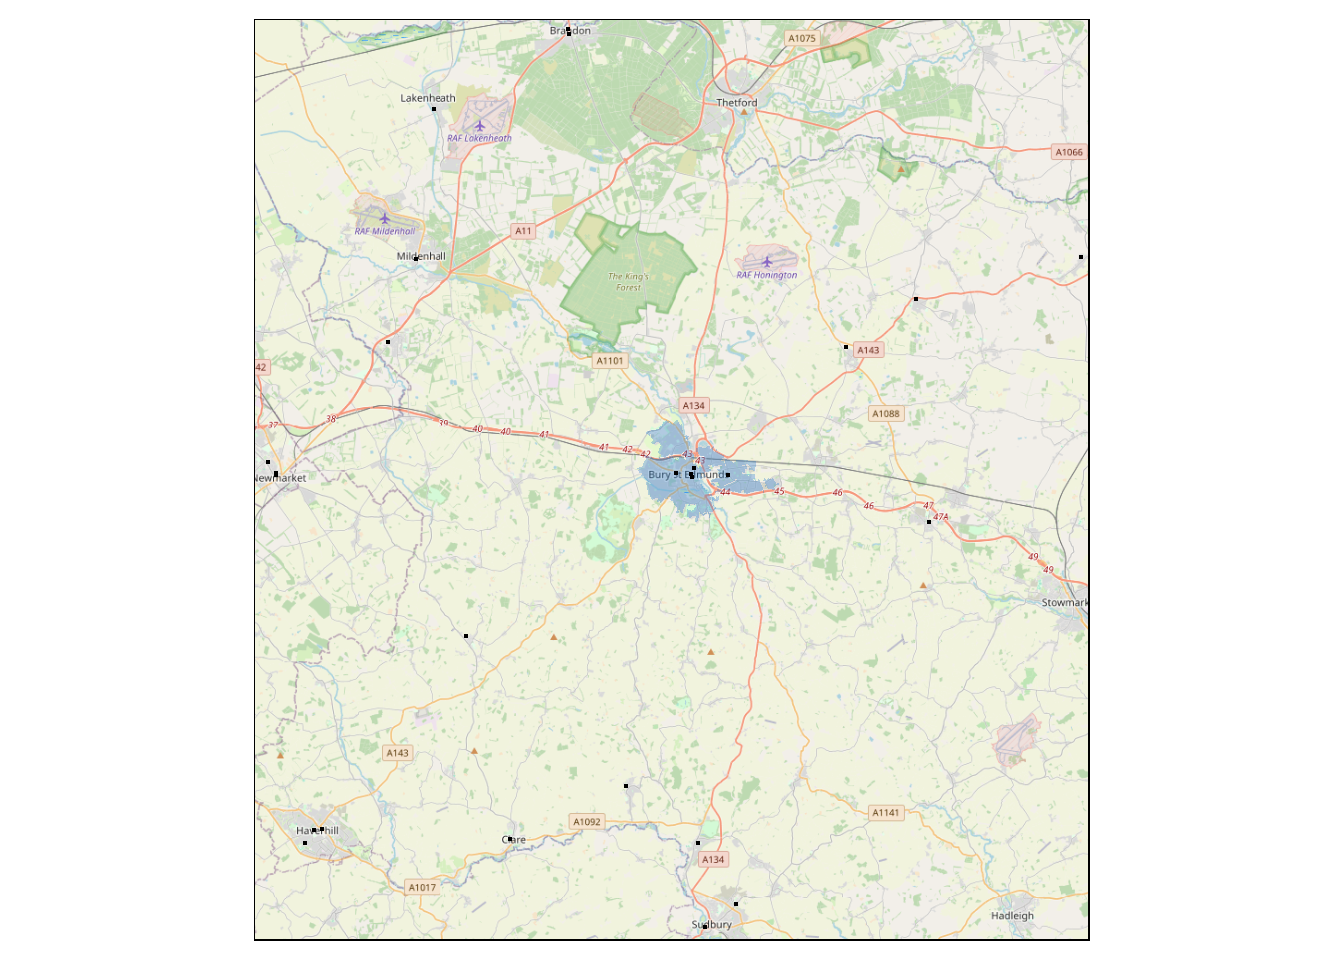 Brandon
A1075
Lakenheath
Thetford
RAF Lakenheath
A1066
RAF Mildenhall
A11
Mildenhall
RAF Honington
The King's
Forest
A143
A1101
42
A134
A1088
38
37
39
40
40
41
41
42
42
43
43
Newmarket
Bury St Edmunds
44
45
46
46
47
47A
49
49
Stowmark
A143
A1092
A1141
Haverhill
Clare
A134
A1017
Hadleigh
Sudbury